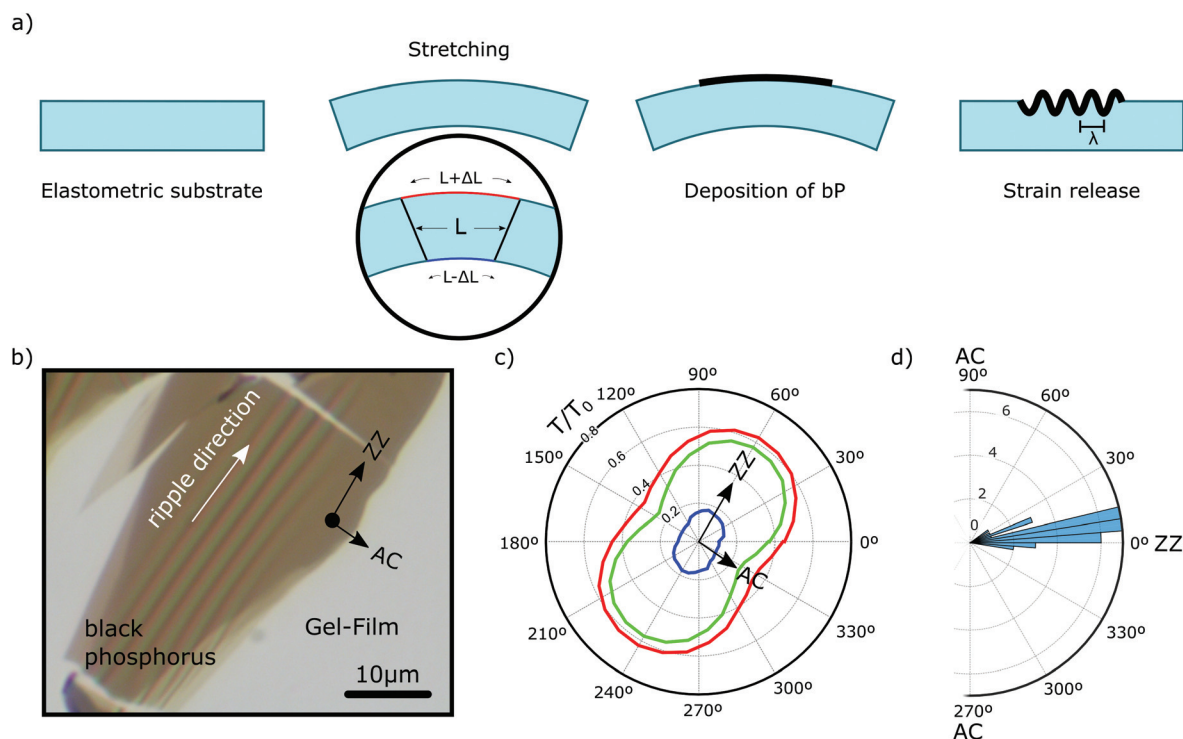 a)
Stretching
Elastometric substrate
L+ΔL
L
L-ΔL
Deposition of bP
λ
Strain release
b)
ripple direction
ZZ
AC
black
phosphorus
Gel-Film
10μm
c)
T/T₀
90º
60º
30º
0º
330º
300º
270º
240º
210º
180º
150º
120º
0.8
0.6
0.4
0.2
ZZ
AC
d)
AC
90º
60º
30º
0º ZZ
330º
300º
270º
AC
6
4
2
0